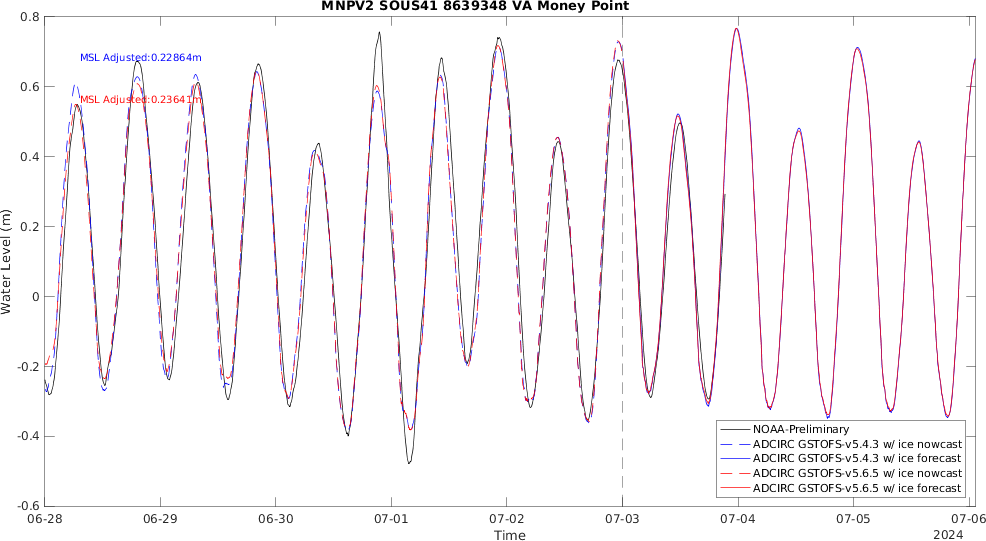 MNPV2 SOUS41 8639348 VA Money Point
0.8
MSL Adjusted:0.22864m
0.6
MSL Adjusted:0.23641m
0.4
0.2
Water Level (m)
0
-0.2
-0.4
NOAA-Preliminary
ADCIRC GSTOFS-v5.4.3 w/ ice nowcast
ADCIRC GSTOFS-v5.4.3 w/ ice forecast
ADCIRC GSTOFS-v5.6.5 w/ ice nowcast
ADCIRC GSTOFS-v5.6.5 w/ ice forecast
-0.6
06-28 06-29 06-30 07-01 07-02 07-03 07-04 07-05 07-06
Time
2024